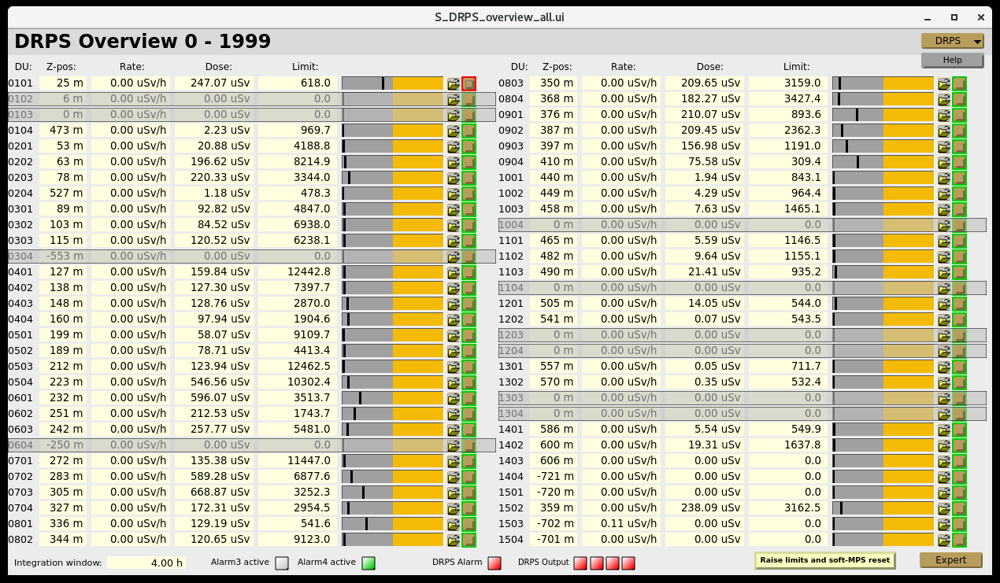 S_DRPS_overview_all.ui
DRPS Overview 0 - 1999
DRPS
Help
DU: Z-pos: Rate: Dose: Limit: DU: Z-pos: Rate: Dose: Limit:
0101 25 m 0.00 uSv/h 247.07 uSv 618.0 0803 350 m 0.00 uSv/h 209.65 uSv 3159.0
0102 6 m 0.00 uSv/h 0.00 uSv 0.0 0804 368 m 0.00 uSv/h 182.27 uSv 3427.4
0103 0 m 0.00 uSv/h 0.00 uSv 0.0 0901 376 m 0.00 uSv/h 210.07 uSv 893.6
0104 473 m 0.00 uSv/h 2.23 uSv 969.7 0902 387 m 0.00 uSv/h 209.45 uSv 2362.3
0201 53 m 0.00 uSv/h 20.88 uSv 4188.8 0903 397 m 0.00 uSv/h 156.98 uSv 1191.0
0202 63 m 0.00 uSv/h 196.62 uSv 8214.9 0904 410 m 0.00 uSv/h 75.58 uSv 309.4
0203 78 m 0.00 uSv/h 220.33 uSv 3344.0 1001 440 m 0.00 uSv/h 1.94 uSv 843.1
0204 527 m 0.00 uSv/h 1.18 uSv 478.3 1002 449 m 0.00 uSv/h 4.29 uSv 964.4
0301 89 m 0.00 uSv/h 92.82 uSv 4847.0 1003 458 m 0.00 uSv/h 7.63 uSv 1465.1
0302 103 m 0.00 uSv/h 84.52 uSv 6938.0 1004 0 m 0.00 uSv/h 0.00 uSv 0.0
0303 115 m 0.00 uSv/h 120.52 uSv 6238.1 1101 465 m 0.00 uSv/h 5.59 uSv 1146.5
0304 -553 m 0.00 uSv/h 0.00 uSv 0.0 1102 482 m 0.00 uSv/h 9.64 uSv 1155.1
0401 127 m 0.00 uSv/h 159.84 uSv 12442.8 1103 490 m 0.00 uSv/h 21.41 uSv 935.2
0402 138 m 0.00 uSv/h 127.30 uSv 7397.7 1104 0 m 0.00 uSv/h 0.00 uSv 0.0
0403 148 m 0.00 uSv/h 128.76 uSv 2870.0 1201 505 m 0.00 uSv/h 14.05 uSv 544.0
0404 160 m 0.00 uSv/h 97.94 uSv 1904.6 1202 541 m 0.00 uSv/h 0.07 uSv 543.5
0501 199 m 0.00 uSv/h 58.07 uSv 9109.7 1203 0 m 0.00 uSv/h 0.00 uSv 0.0
0502 189 m 0.00 uSv/h 78.71 uSv 4413.4 1204 0 m 0.00 uSv/h 0.00 uSv 0.0
0503 212 m 0.00 uSv/h 123.94 uSv 12462.5 1301 557 m 0.00 uSv/h 0.05 uSv 711.7
0504 223 m 0.00 uSv/h 546.56 uSv 10302.4 1302 570 m 0.00 uSv/h 0.35 uSv 532.4
0601 232 m 0.00 uSv/h 596.07 uSv 3513.7 1303 0 m 0.00 uSv/h 0.00 uSv 0.0
0602 251 m 0.00 uSv/h 212.53 uSv 1743.7 1304 0 m 0.00 uSv/h 0.00 uSv 0.0
0603 242 m 0.00 uSv/h 257.77 uSv 5481.0 1401 586 m 0.00 uSv/h 5.54 uSv 549.9
0604 -250 m 0.00 uSv/h 0.00 uSv 0.0 1402 600 m 0.00 uSv/h 19.31 uSv 1637.8
0701 272 m 0.00 uSv/h 135.38 uSv 11447.0 1403 606 m 0.00 uSv/h 0.00 uSv 0.0
0702 283 m 0.00 uSv/h 589.28 uSv 6877.6 1404 -721 m 0.00 uSv/h 0.00 uSv 0.0
0703 305 m 0.00 uSv/h 668.87 uSv 3252.3 1501 -720 m 0.00 uSv/h 0.00 uSv 0.0
0704 327 m 0.00 uSv/h 172.31 uSv 2954.5 1502 359 m 0.00 uSv/h 238.09 uSv 3162.5
0801 336 m 0.00 uSv/h 129.19 uSv 541.6 1503 -702 m 0.11 uSv/h 0.00 uSv 0.0
0802 344 m 0.00 uSv/h 120.65 uSv 9123.0 1504 -701 m 0.00 uSv/h 0.00 uSv 0.0
Integration window: 4.00 h Alarm3 active Alarm4 active DRPS Alarm DRPS Output Raise limits and soft-MPS reset Expert